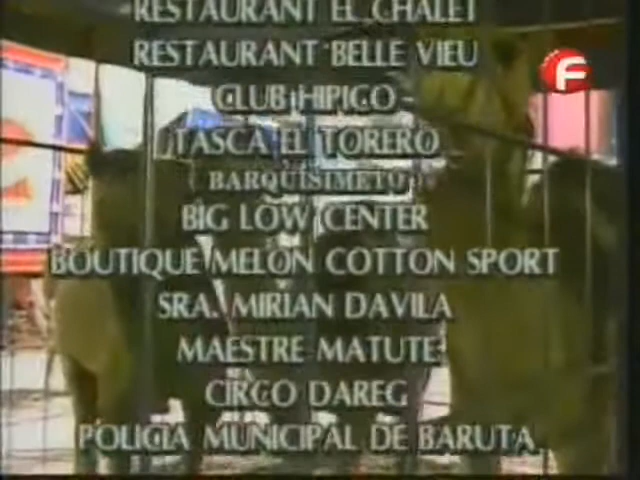 RESTAURANT EL CHALET
RESTAURANT BELLE VIEU
F
CLUB HIPICO
TASCA EL TORERO
( BARQUISIMETO )
BIG LOW CENTER
BOUTIQUE MELON COTTON SPORT
SRA. MIRIAN DAVILA
MAESTRE MATUTE
CIRCO DAREG
POLICIA MUNICIPAL DE BARUTA